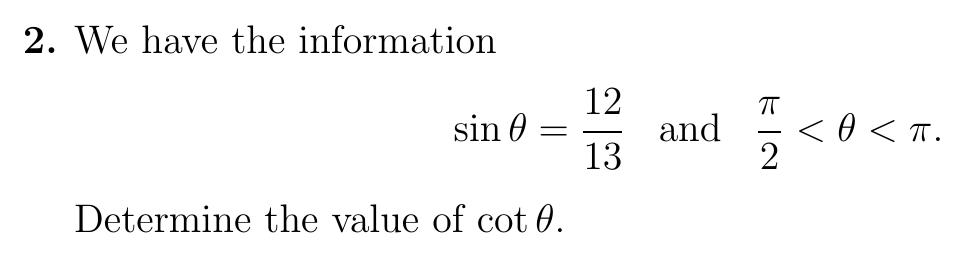 2. We have the information
sin θ = 12/13 and π/2 < θ < π.
Determine the value of cot θ.